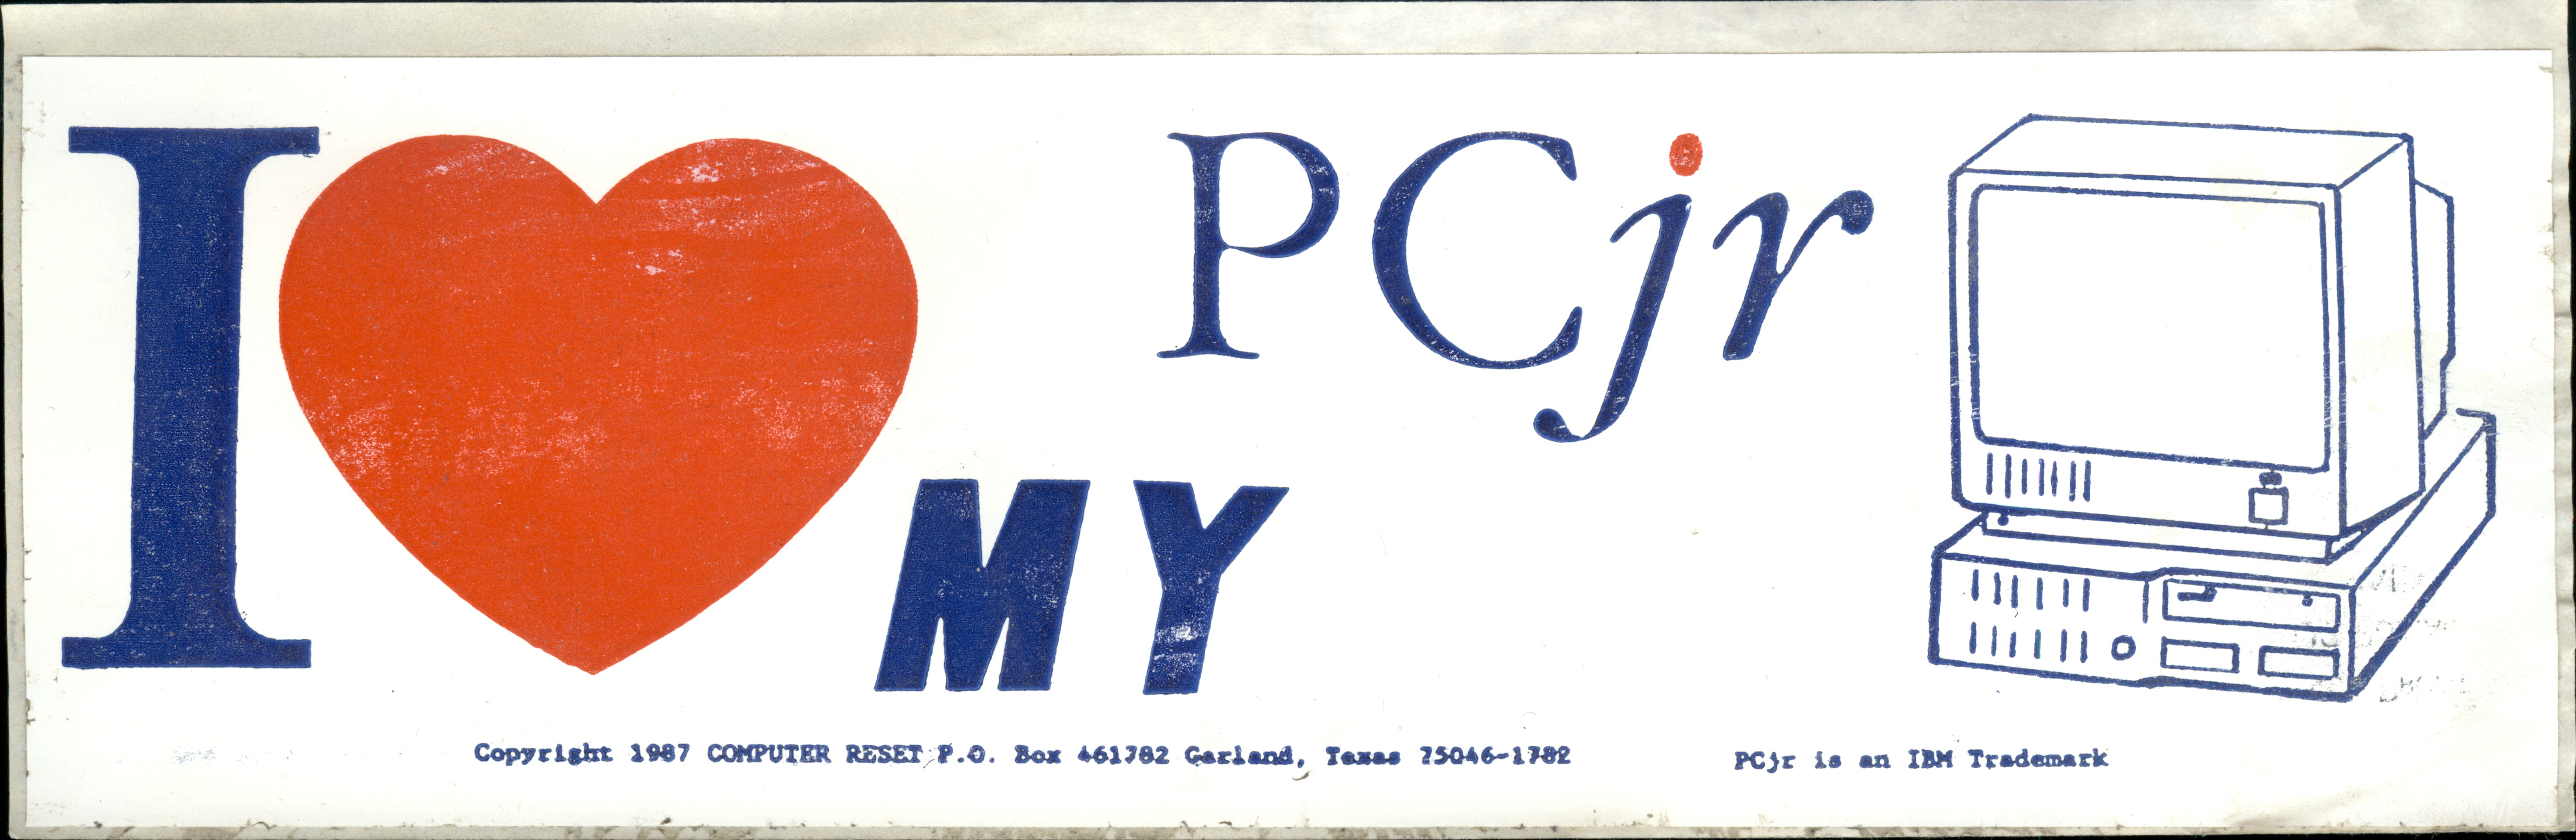 I MY PCjr
Copyright 1987 COMPUTER RESET P.O. Box 461782 Garland, Texas 75046-1782
PCjr is an IBM Trademark